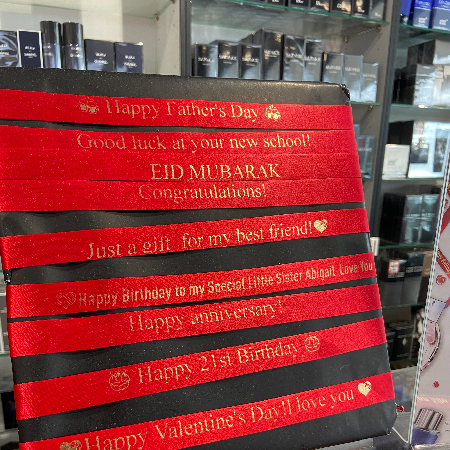 Happy Father's Day
Good luck at your new school!
EID MUBARAK
Congratulations!
Just a gift for my best friend!
Happy Birthday to my Special Little Sister Abigail Love You
Happy anniversary!
Happy 21st Birthday
Happy Valentine's Day!I love you